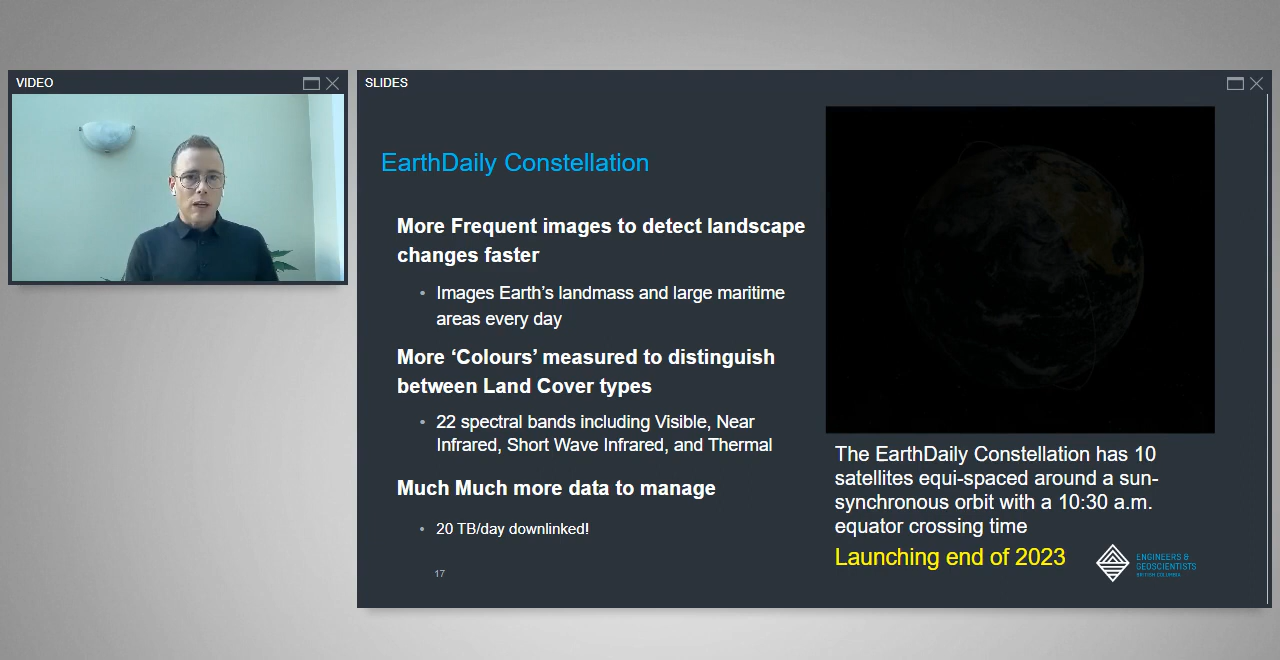 VIDEO
SLIDES
EarthDaily Constellation
More Frequent images to detect landscape
changes faster
• Images Earth’s landmass and large maritime
areas every day
More ‘Colours’ measured to distinguish
between Land Cover types
• 22 spectral bands including Visible, Near
Infrared, Short Wave Infrared, and Thermal
Much Much more data to manage
• 20 TB/day downlinked!
17
The EarthDaily Constellation has 10
satellites equi-spaced around a sun-
synchronous orbit with a 10:30 a.m.
equator crossing time
Launching end of 2023
ENGINEERS &
GEOSCIENTISTS
BRITISH COLUMBIA